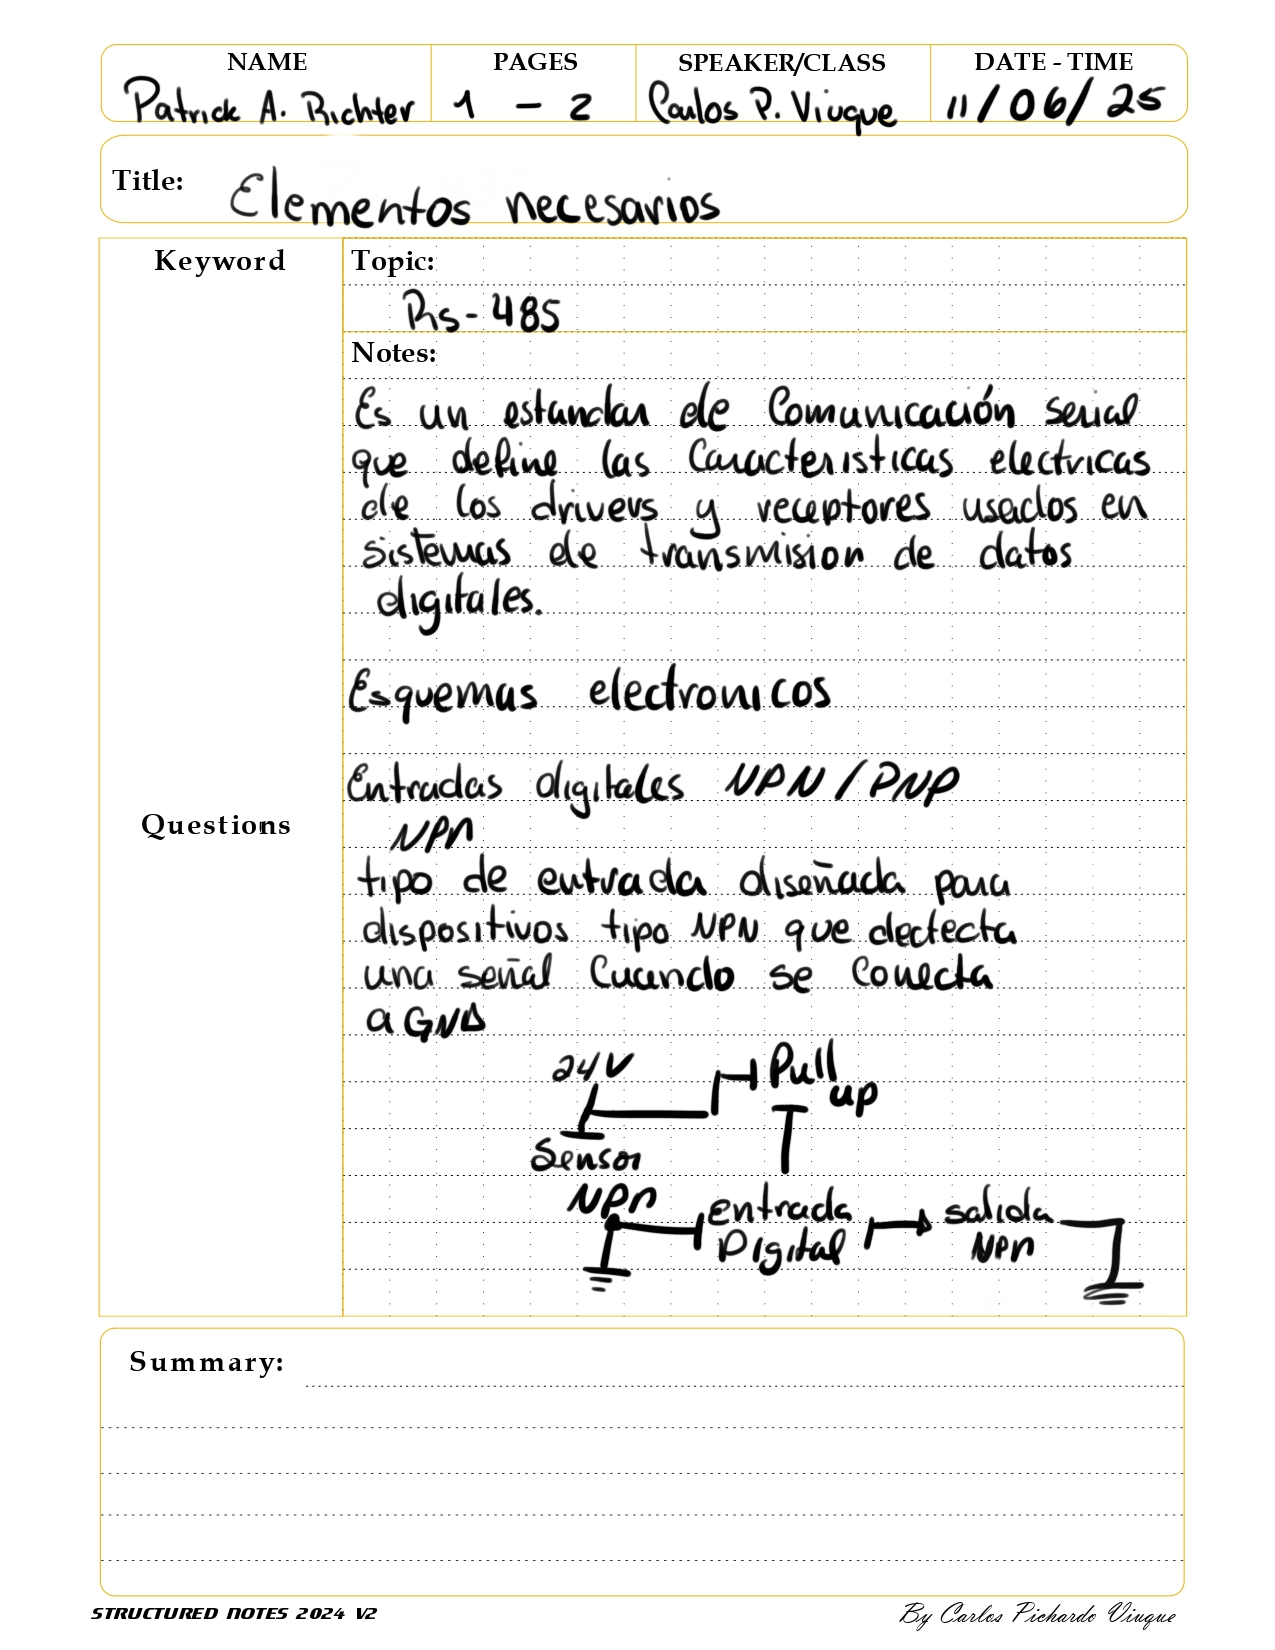 NAME PAGES SPEAKER/CLASS DATE - TIME
Patrick A. Richter 1 - 2 Carlos P. Viuque 11/06/25
Title: Elementos necesarios
Keyword
Topic:
Rs-485
Notes:
Es un estandar de Comunicación serial
que define las Caracteristicas electricas
de los drivers y receptores usados en
sistemas de transmision de datos
digitales.
Esquemas electronicos
Entradas digitales NPN / PNP
Questions
NPN
tipo de entrada diseñada para
dispositivos tipo NPN que dectecta
una señal Cuando se Conecta
a GND
24V Pull
up
Sensor
NPN entrada salida
Digital NPN
Summary:
STRUCTURED NOTES 2024 V2 By Carlos Pichardo Viuque